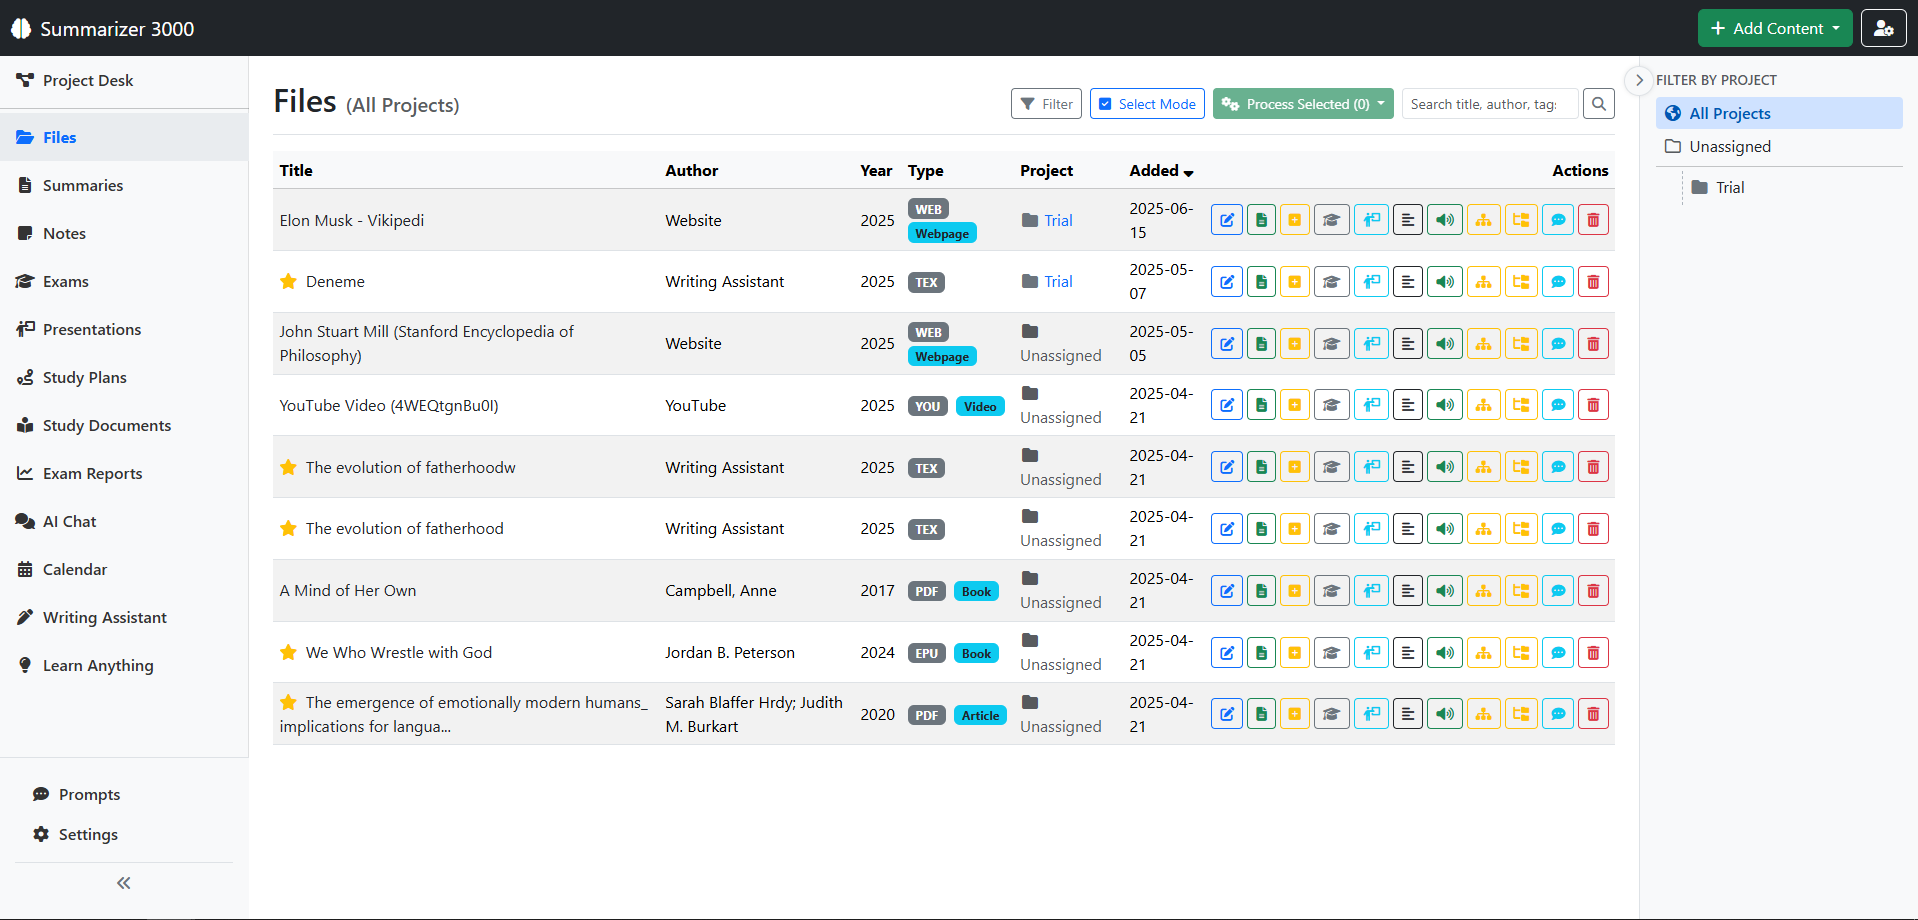 Summarizer 3000
Add Content
Project Desk
Files
Summaries
Notes
Exams
Presentations
Study Plans
Study Documents
Exam Reports
AI Chat
Calendar
Writing Assistant
Learn Anything
Prompts
Settings
Files (All Projects)
Filter
Select Mode
Process Selected (0)
Search title, author, tags
Title Author Year Type Project Added Actions
Elon Musk - Vikipedi Website 2025 WEB Webpage Trial 2025-06-
15
Deneme Writing Assistant 2025 TEX Trial 2025-05-
07
John Stuart Mill (Stanford Encyclopedia of
Philosophy) Website 2025 WEB Webpage Unassigned 2025-05-
05
YouTube Video (4WEQtgnBu0I) YouTube 2025 YOU Video Unassigned 2025-04-
21
The evolution of fatherhoodw Writing Assistant 2025 TEX Unassigned 2025-04-
21
The evolution of fatherhood Writing Assistant 2025 TEX Unassigned 2025-04-
21
A Mind of Her Own Campbell, Anne 2017 PDF Book Unassigned 2025-04-
21
We Who Wrestle with God Jordan B. Peterson 2024 EPU Book Unassigned 2025-04-
21
The emergence of emotionally modern humans_
implications for langua... Sarah Blaffer Hrdy; Judith
M. Burkart 2020 PDF Article Unassigned 2025-04-
21
FILTER BY PROJECT
All Projects
Unassigned
Trial